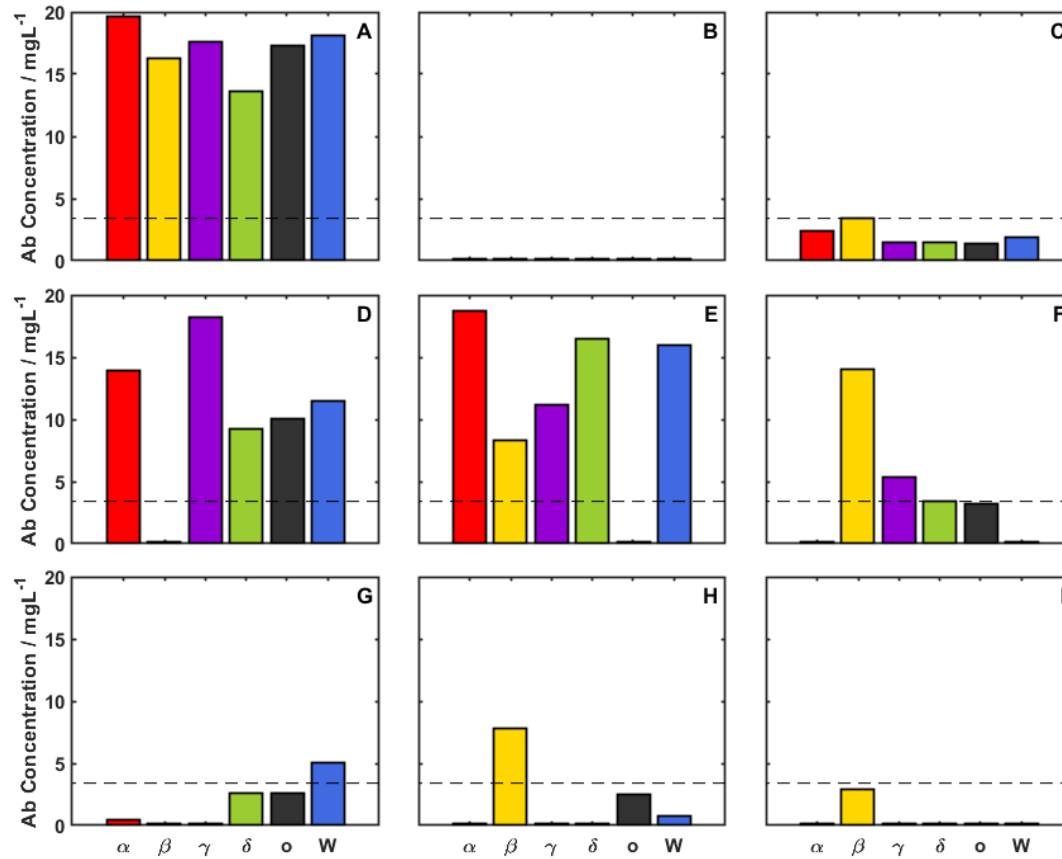 20 A B C
15
10
5
0
Ab Concentration / mgL⁻¹
20 D E F
15
10
5
0
Ab Concentration / mgL⁻¹
20 G H I
15
10
5
0
Ab Concentration / mgL⁻¹
α β γ δ o W α β γ δ o W α β γ δ o W